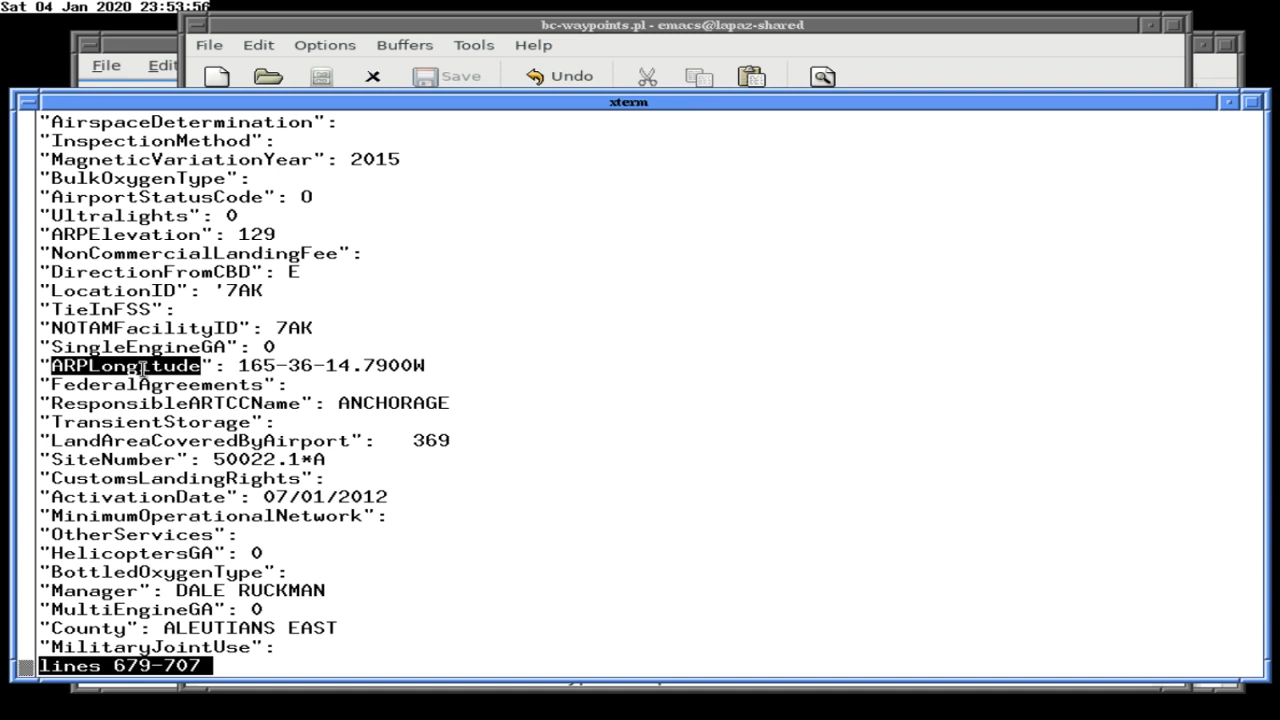 Sat 04 Jan 2020 23:53:56
bc-waypoints.pl - emacs@lapaz-shared
File Edit Options Buffers Tools Help
File Edit
Save Undo
xterm
"AirspaceDetermination":
"InspectionMethod":
"MagneticVariationYear": 2015
"BulkOxygenType":
"AirportStatusCode": O
"Ultralights": 0
"ARPElevation": 129
"NonCommercialLandingFee":
"DirectionFromCBD": E
"LocationID": '7AK
"TieInFSS":
"NOTAMFacilityID": 7AK
"SingleEngineGA": 0
"ARPLongitude": 165-36-14.7900W
"FederalAgreements":
"ResponsibleARTCCName": ANCHORAGE
"TransientStorage":
"LandAreaCoveredByAirport":   369
"SiteNumber": 50022.1*A
"CustomsLandingRights":
"ActivationDate": 07/01/2012
"MinimumOperationalNetwork":
"OtherServices":
"HelicoptersGA": 0
"BottledOxygenType":
"Manager": DALE RUCKMAN
"MultiEngineGA": 0
"County": ALEUTIANS EAST
"MilitaryJointUse":
lines 679-707